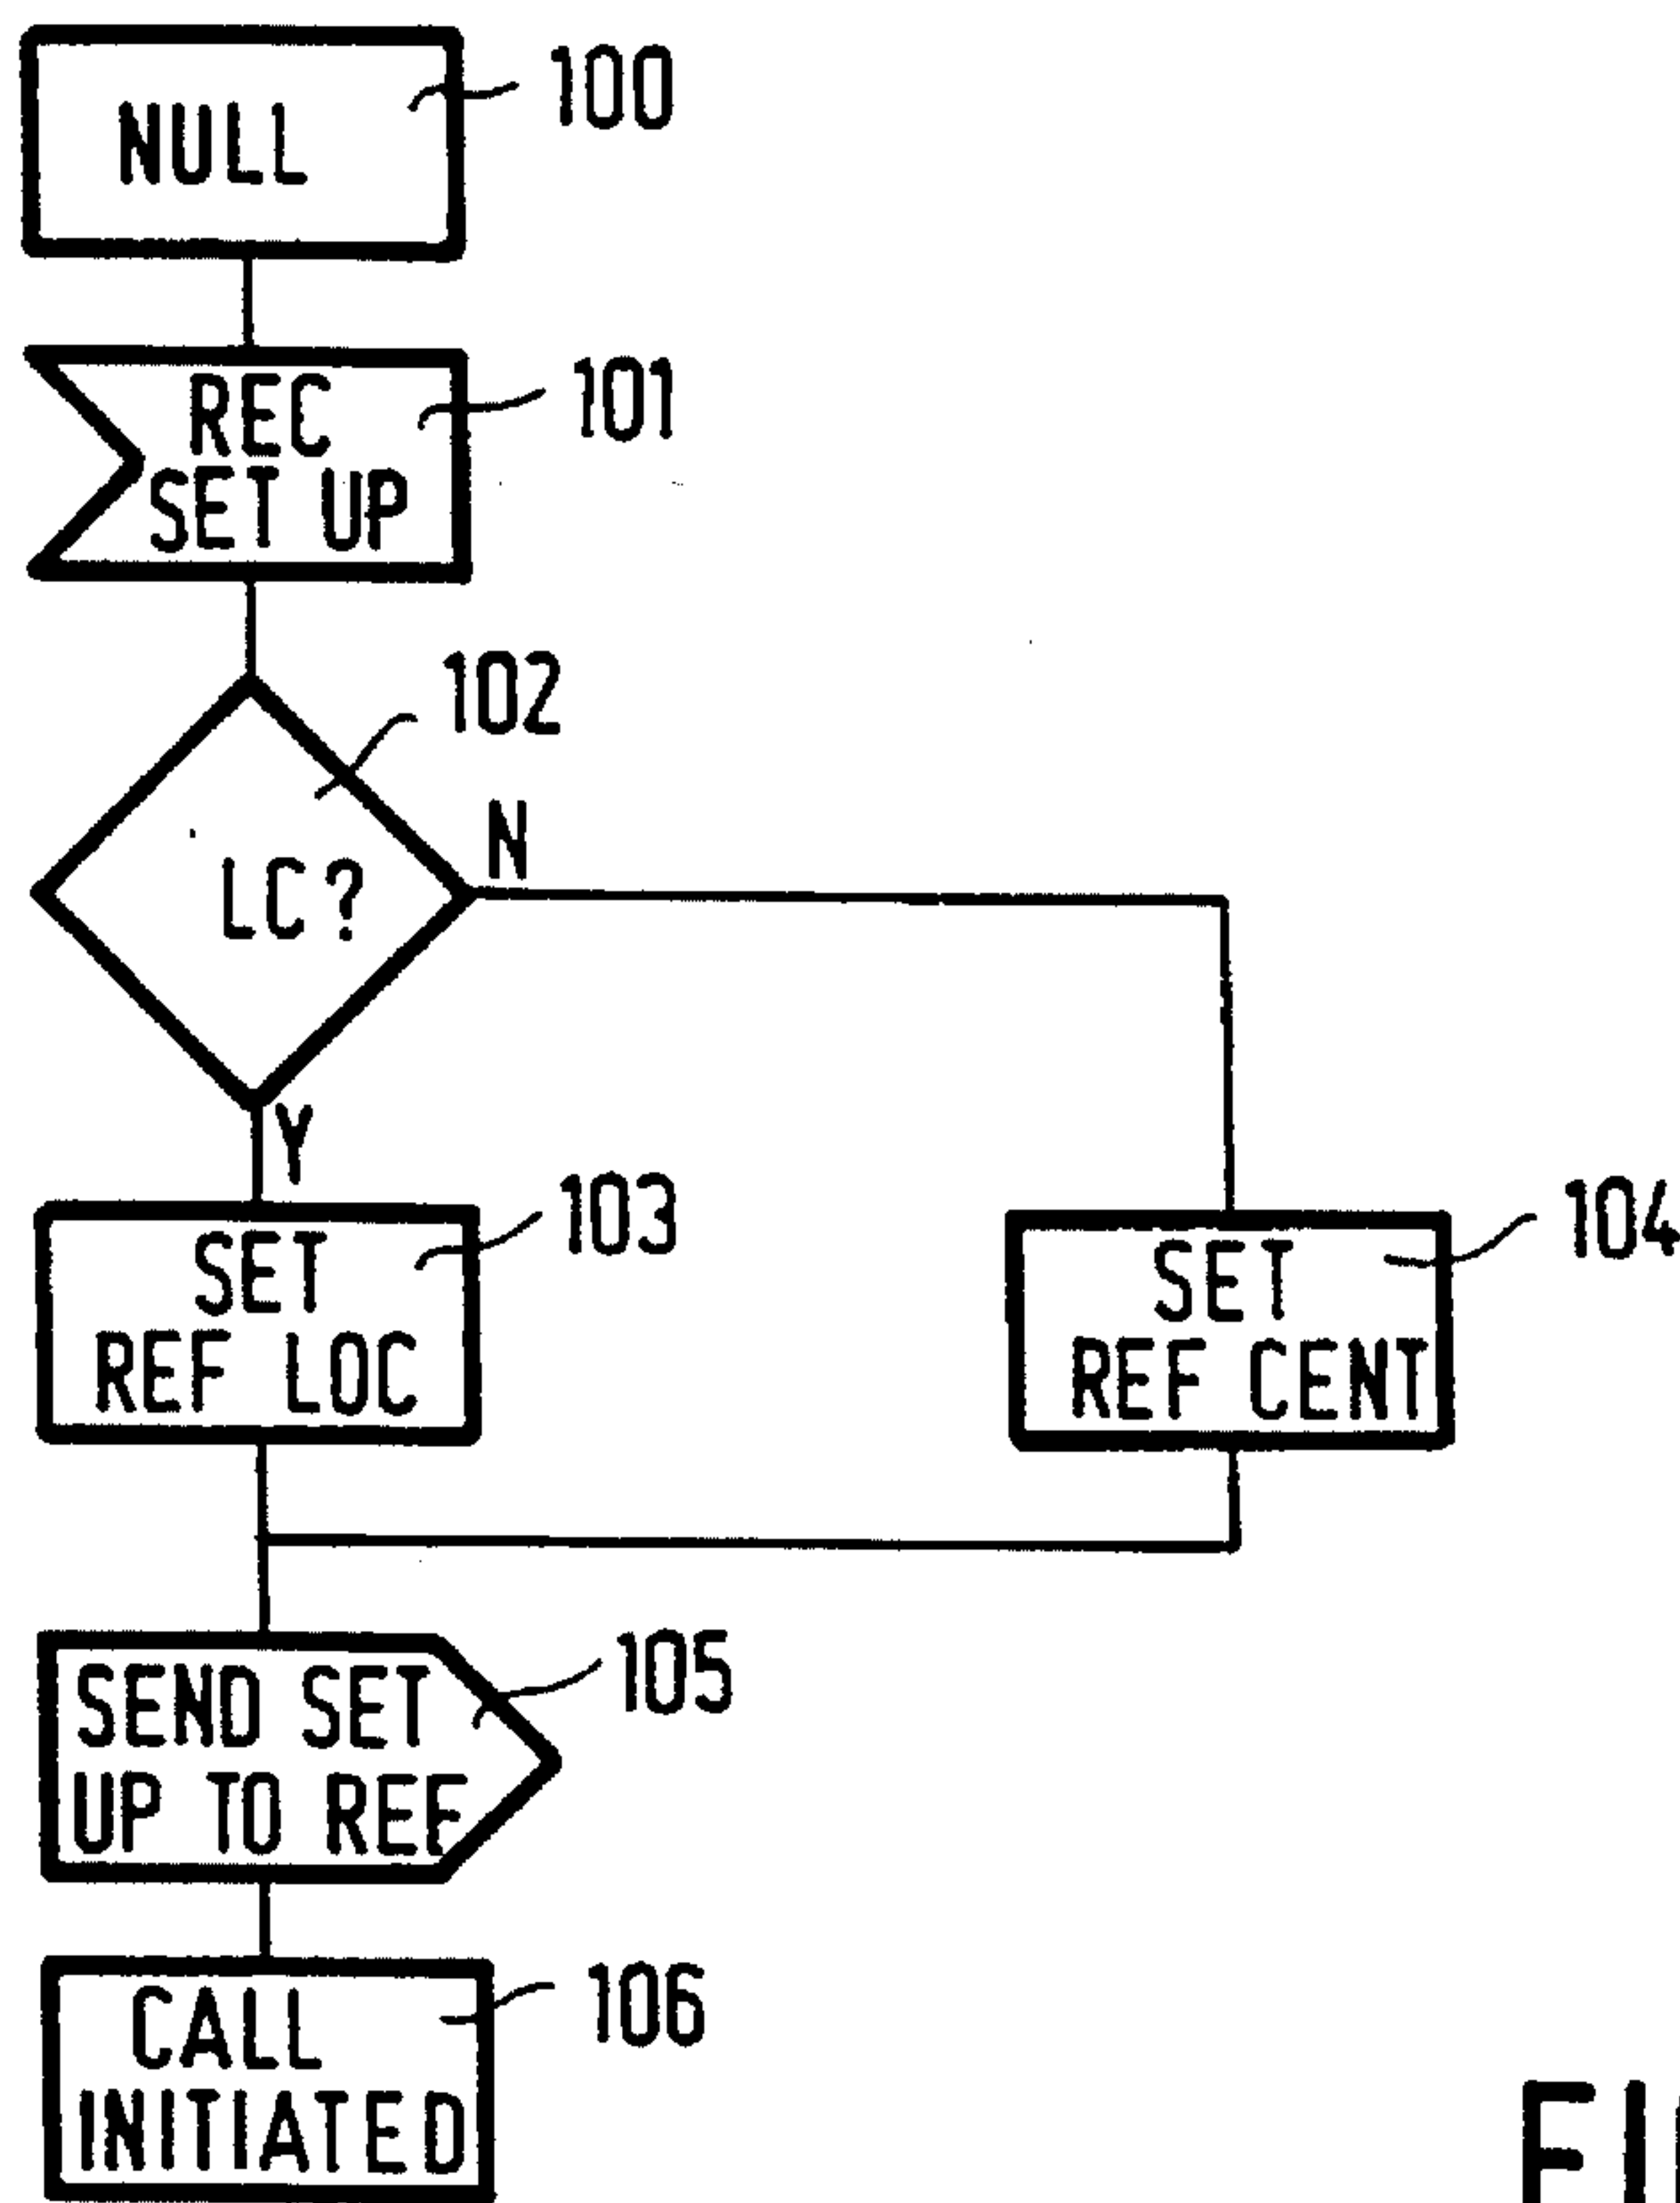 NULL
100
REC
SET UP
101
102
N
LC?
Y
SET
REF LOC
103
SET
REF CENT
104
SEND SET
UP TO REF
105
CALL
INITIATED
106